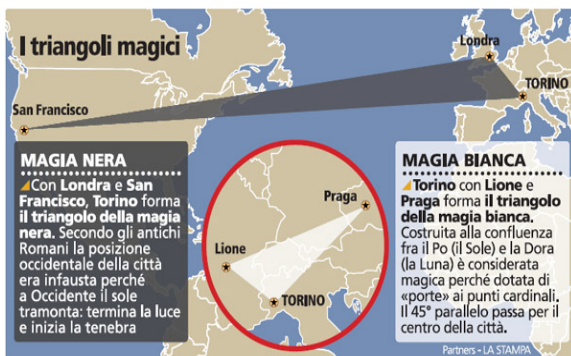 I triangoli magici
Londra
TORINO
San Francisco
MAGIA NERA
Con Londra e San
Francisco, Torino forma
il triangolo della magia
nera. Secondo gli antichi
Romani la posizione
occidentale della città
era infausta perché
a Occidente il sole
tramonta: termina la luce
e inizia la tenebra
Praga
Lione
TORINO
MAGIA BIANCA
Torino con Lione e
Praga forma il triangolo
della magia bianca.
Costruita alla confluenza
fra il Po (il Sole) e la Dora
(la Luna) è considerata
magica perché dotata di
«porte» ai punti cardinali.
Il 45° parallelo passa per il
centro della città.
Partners - LA STAMPA